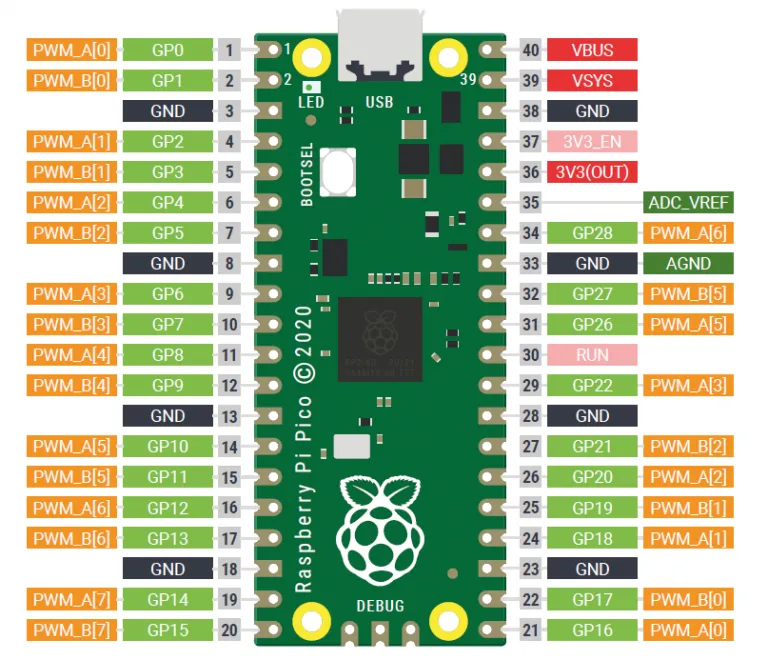 PWM_A[0] GP0 1 1 40 VBUS
PWM_B[0] GP1 2 2 39 39 VSYS
GND 3 LED USB 38 GND
PWM_A[1] GP2 4 37 3V3_EN
PWM_B[1] GP3 5 BOOTSEL 36 3V3(OUT)
PWM_A[2] GP4 6 35 ADC_VREF
PWM_B[2] GP5 7 34 GP28 PWM_A[6]
GND 8 33 GND AGND
PWM_A[3] GP6 9 32 GP27 PWM_B[5]
PWM_B[3] GP7 10 31 GP26 PWM_A[5]
PWM_A[4] GP8 11 30 RUN
PWM_B[4] GP9 12 29 GP22 PWM_A[3]
GND 13 28 GND
PWM_A[5] GP10 14 27 GP21 PWM_B[2]
PWM_B[5] GP11 15 26 GP20 PWM_A[2]
PWM_A[6] GP12 16 25 GP19 PWM_B[1]
PWM_B[6] GP13 17 24 GP18 PWM_A[1]
GND 18 23 GND
PWM_A[7] GP14 19 22 GP17 PWM_B[0]
PWM_B[7] GP15 20 21 GP16 PWM_A[0]
Raspberry Pi Pico ©2020
DEBUG